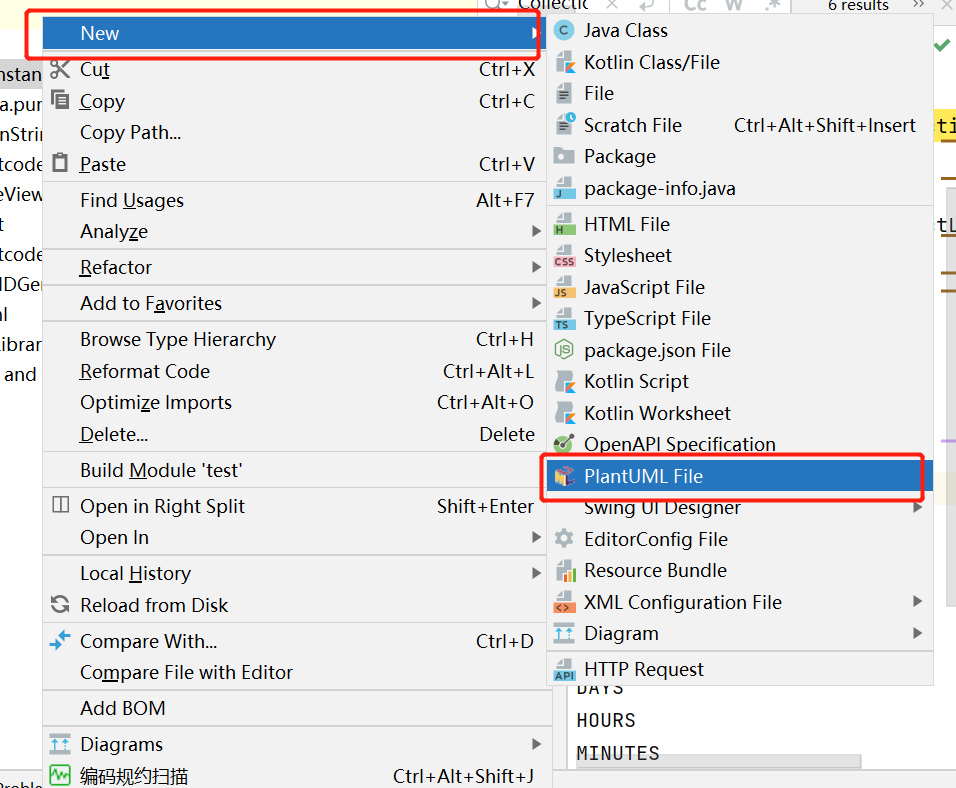 Collectic
Cc W .*
6 results
New
Cut Ctrl+X
Copy Ctrl+C
Copy Path...
Paste Ctrl+V
Find Usages Alt+F7
Analyze
Refactor
Add to Favorites
Browse Type Hierarchy Ctrl+H
Reformat Code Ctrl+Alt+L
Optimize Imports Ctrl+Alt+O
Delete... Delete
Build Module 'test'
Open in Right Split Shift+Enter
Open In
Local History
Reload from Disk
Compare With... Ctrl+D
Compare File with Editor
Add BOM
Diagrams
编码规约扫描 Ctrl+Alt+Shift+J
Java Class
Kotlin Class/File
File
Scratch File Ctrl+Alt+Shift+Insert
Package
package-info.java
HTML File
Stylesheet
JavaScript File
TypeScript File
package.json File
Kotlin Script
Kotlin Worksheet
OpenAPI Specification
PlantUML File
Swing UI Designer
EditorConfig File
Resource Bundle
XML Configuration File
Diagram
HTTP Request
DAYS
HOURS
MINUTES
nstan
a.pur
nStrin
tcode
eView
t
tcode
IDGe
al
Librar
and
Proble